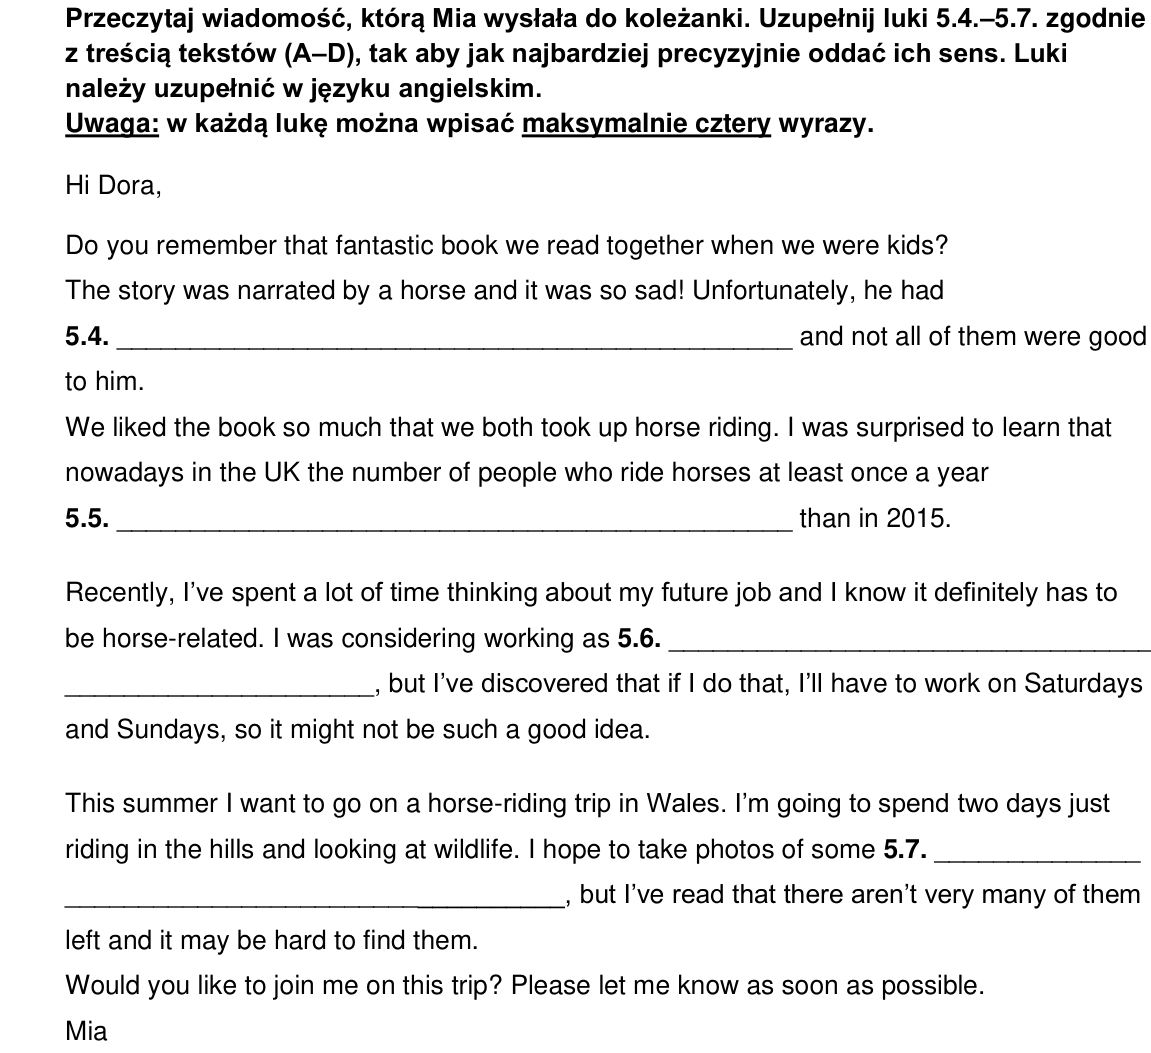 Przeczytaj wiadomość, którą Mia wysłała do koleżanki. Uzupełnij luki 5.4.–5.7. zgodnie
z treścią tekstów (A–D), tak aby jak najbardziej precyzyjnie oddać ich sens. Luki
należy uzupełnić w języku angielskim.
Uwaga: w każdą lukę można wpisać maksymalnie cztery wyrazy.
Hi Dora,
Do you remember that fantastic book we read together when we were kids?
The story was narrated by a horse and it was so sad! Unfortunately, he had
5.4. _______________________________________________ and not all of them were good
to him.
We liked the book so much that we both took up horse riding. I was surprised to learn that
nowadays in the UK the number of people who ride horses at least once a year
5.5. _______________________________________________ than in 2015.
Recently, I’ve spent a lot of time thinking about my future job and I know it definitely has to
be horse-related. I was considering working as 5.6. __________________________________
______________________, but I’ve discovered that if I do that, I’ll have to work on Saturdays
and Sundays, so it might not be such a good idea.
This summer I want to go on a horse-riding trip in Wales. I’m going to spend two days just
riding in the hills and looking at wildlife. I hope to take photos of some 5.7. ______________
___________________________________, but I’ve read that there aren’t very many of them
left and it may be hard to find them.
Would you like to join me on this trip? Please let me know as soon as possible.
Mia